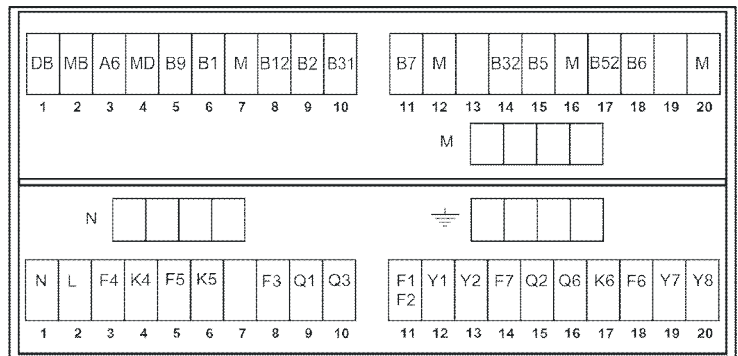 DB MB A6 MD B9 B1 M B12 B2 B31 B7 M B32 B5 M B52 B6 M
1 2 3 4 5 6 7 8 9 10 11 12 13 14 15 16 17 18 19 20
M
N
N L F4 K4 F5 K5 F3 Q1 Q3 F1 Y1 Y2 F7 Q2 Q6 K6 F6 Y7 Y8
F2
1 2 3 4 5 6 7 8 9 10 11 12 13 14 15 16 17 18 19 20